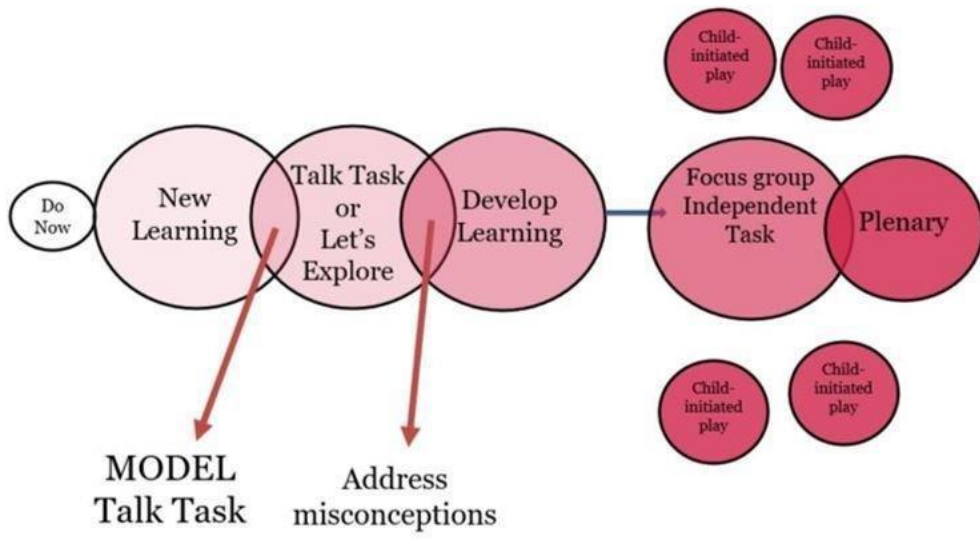 Child-
initiated
play
Child-
initiated
play
Do
Now
New
Learning
Talk Task
or
Let's
Explore
Develop
Learning
Focus group
Independent
Task
Plenary
Child-
initiated
play
Child-
initiated
play
MODEL
Talk Task
Address
misconceptions